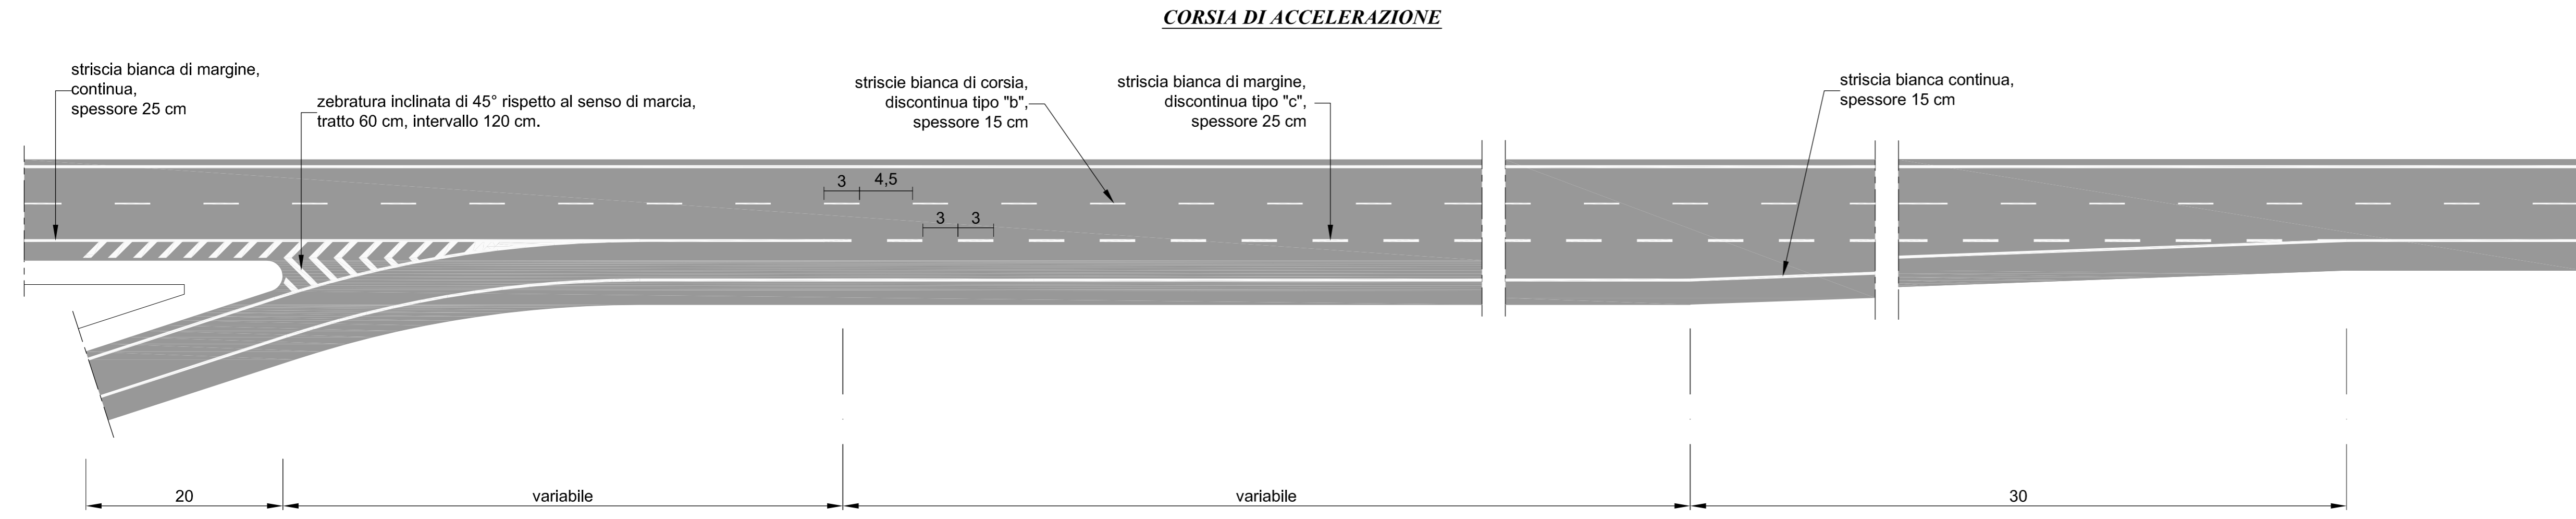 CORSIA DI ACCELERAZIONE
striscia bianca di margine,
continua,
spessore 25 cm
zebratura inclinata di 45° rispetto al senso di marcia,
tratto 60 cm, intervallo 120 cm.
striscie bianca di corsia,
discontinua tipo "b",
spessore 15 cm
striscia bianca di margine,
discontinua tipo "c",
spessore 25 cm
striscia bianca continua,
spessore 15 cm
3
4,5
3
3
20
variabile
variabile
30